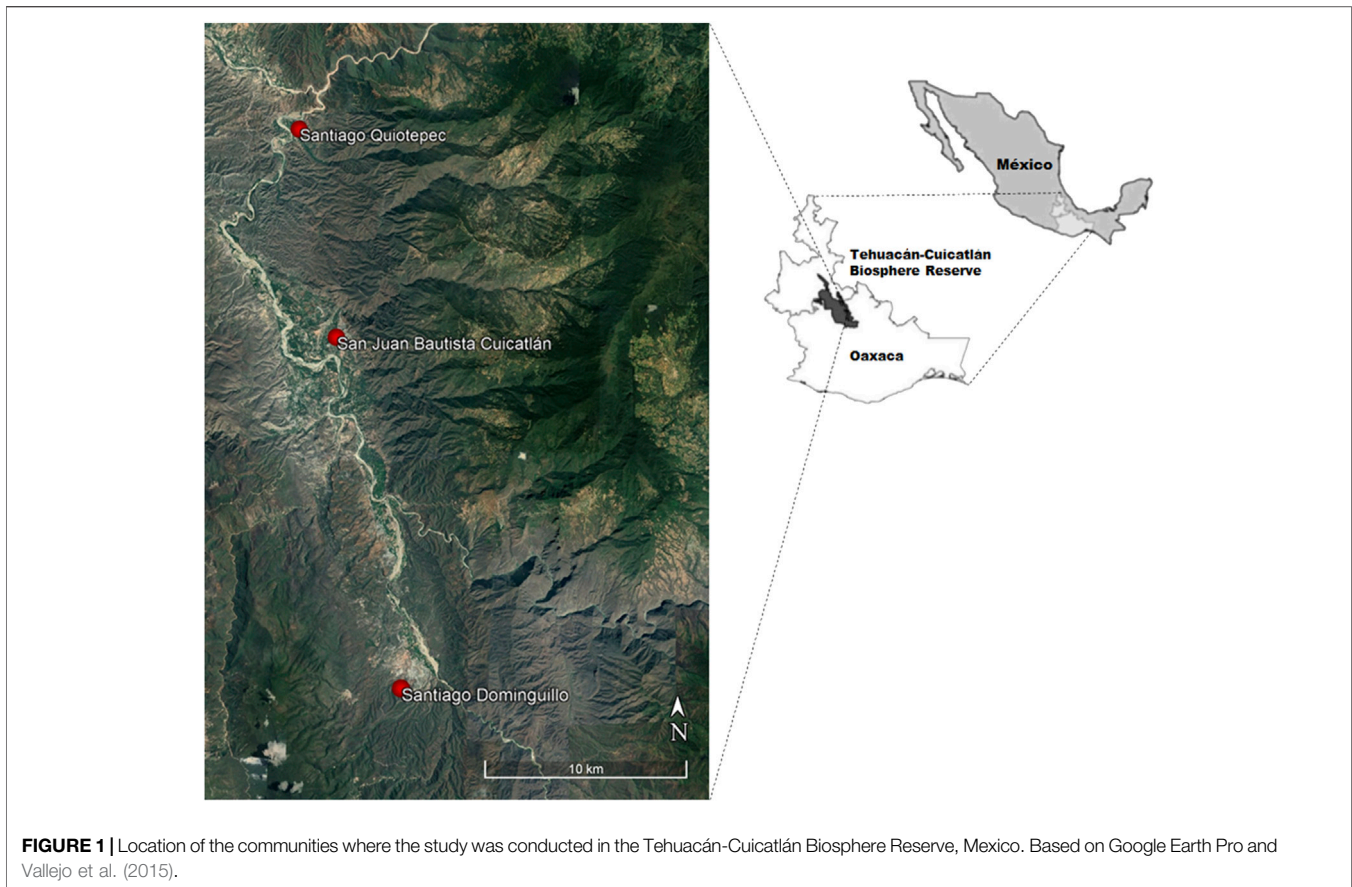 Santiago Quiotepec
San Juan Bautista Cuicatlán
Santiago Dominguillo
N
10 km
México
Tehuacán-Cuicatlán
Biosphere Reserve
Oaxaca
FIGURE 1 | Location of the communities where the study was conducted in the Tehuacán-Cuicatlán Biosphere Reserve, Mexico. Based on Google Earth Pro and
Vallejo et al. (2015).